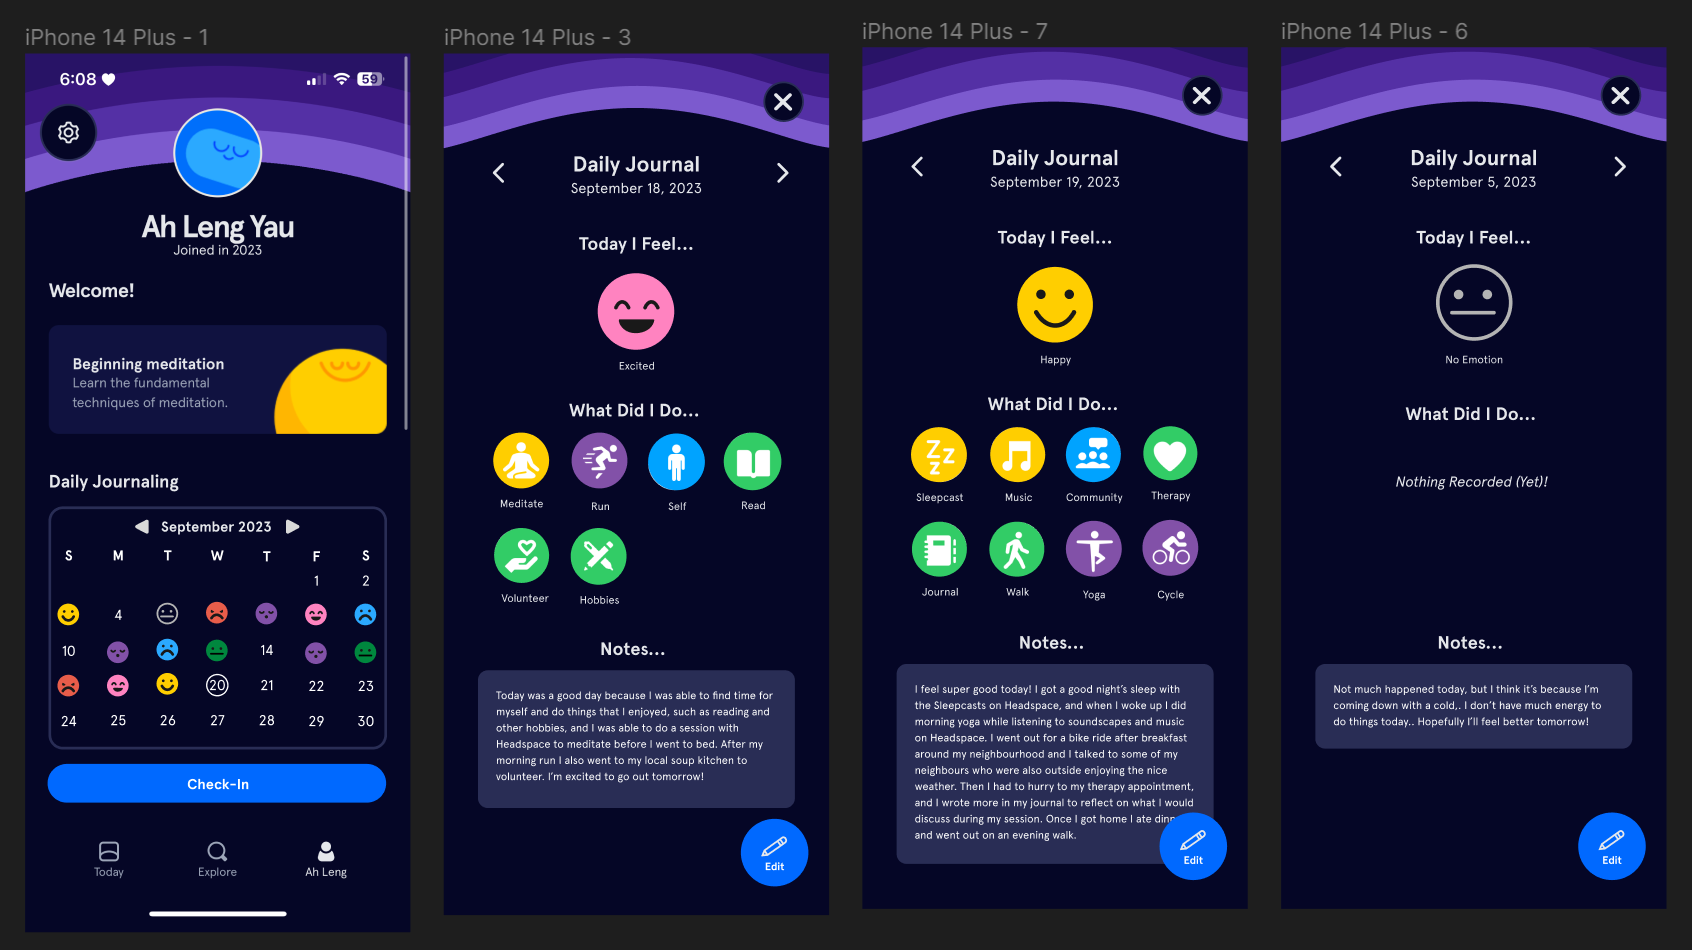 iPhone 14 Plus - 1
6:08
59
Ah Leng Yau
Joined in 2023
Welcome!
Beginning meditation
Learn the fundamental
techniques of meditation.
Daily Journaling
September 2023
S M T W T F S
1 2
4
10 14
20 21 22 23
24 25 26 27 28 29 30
Check-In
Today Explore Ah Leng
iPhone 14 Plus - 3
Daily Journal
September 18, 2023
Today I Feel...
Excited
What Did I Do...
Meditate Run Self Read
Volunteer Hobbies
Notes...
Today was a good day because I was able to find time for
myself and do things that I enjoyed, such as reading and
other hobbies, and I was able to do a session with
Headspace to meditate before I went to bed. After my
morning run I also went to my local soup kitchen to
volunteer. I'm excited to go out tomorrow!
Edit
iPhone 14 Plus - 7
Daily Journal
September 19, 2023
Today I Feel...
Happy
What Did I Do...
Zz
zZ
Sleepcast Music Community Therapy
Journal Walk Yoga Cycle
Notes...
I feel super good today! I got a good night's sleep with
the Sleepcasts on Headspace, and when I woke up I did
morning yoga while listening to soundscapes and music
on Headspace. I went out for a bike ride after breakfast
around my neighbourhood and I talked to some of my
neighbours who were also outside enjoying the nice
weather. Then I had to hurry to my therapy appointment,
and I wrote more in my journal to reflect on what I would
discuss during my session. Once I got home I ate
and went out on an evening walk.
Edit
iPhone 14 Plus - 6
Daily Journal
September 5, 2023
Today I Feel...
No Emotion
What Did I Do...
Nothing Recorded (Yet)!
Notes...
Not much happened today, but I think it's because I'm
coming down with a cold,. I don't have much energy to
do things today.. Hopefully I'll feel better tomorrow!
Edit